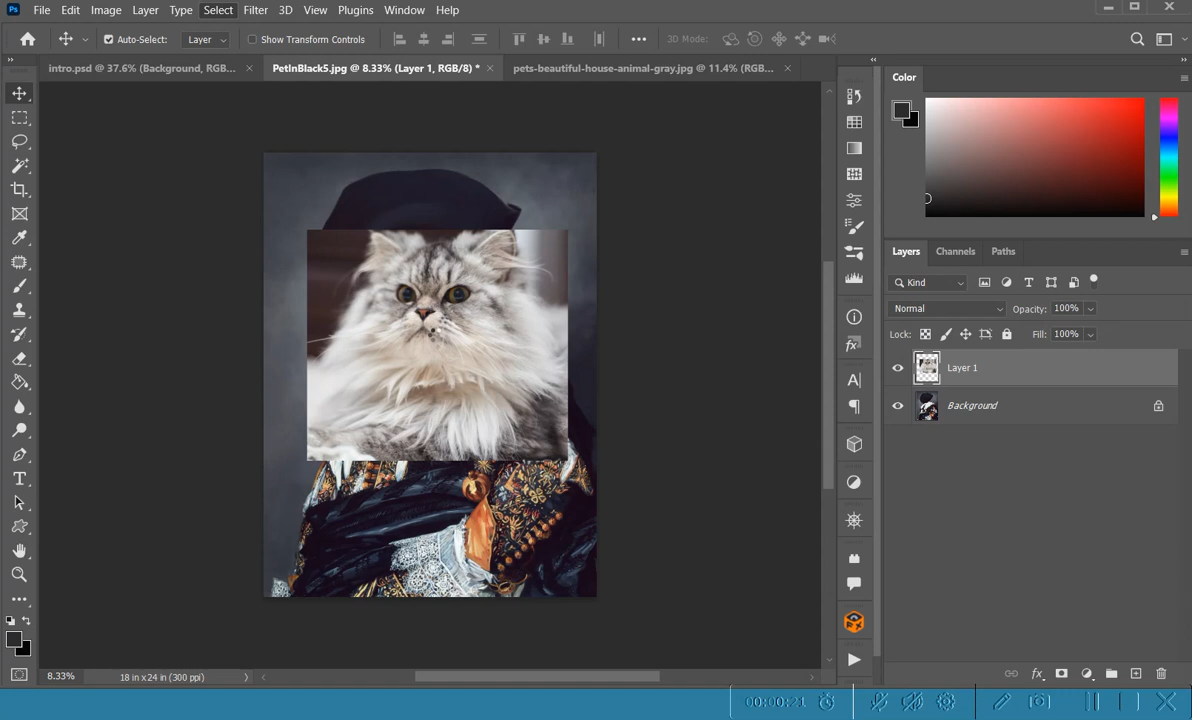 Ps File Edit Image Layer Type Select Filter 3D View Plugins Window Help
Auto-Select: Layer Show Transform Controls 3D Mode:
intro.psd @ 37.6% (Background, RGB... PetInBlack5.jpg @ 8.33% (Layer 1, RGB/8) * pets-beautiful-house-animal-gray.jpg @ 11.4% (RGB...
Color
Layers Channels Paths
Kind
Normal Opacity: 100%
Lock: Fill: 100%
Layer 1
Background
8.33% 18 in x 24 in (300 ppi)
00:00:21